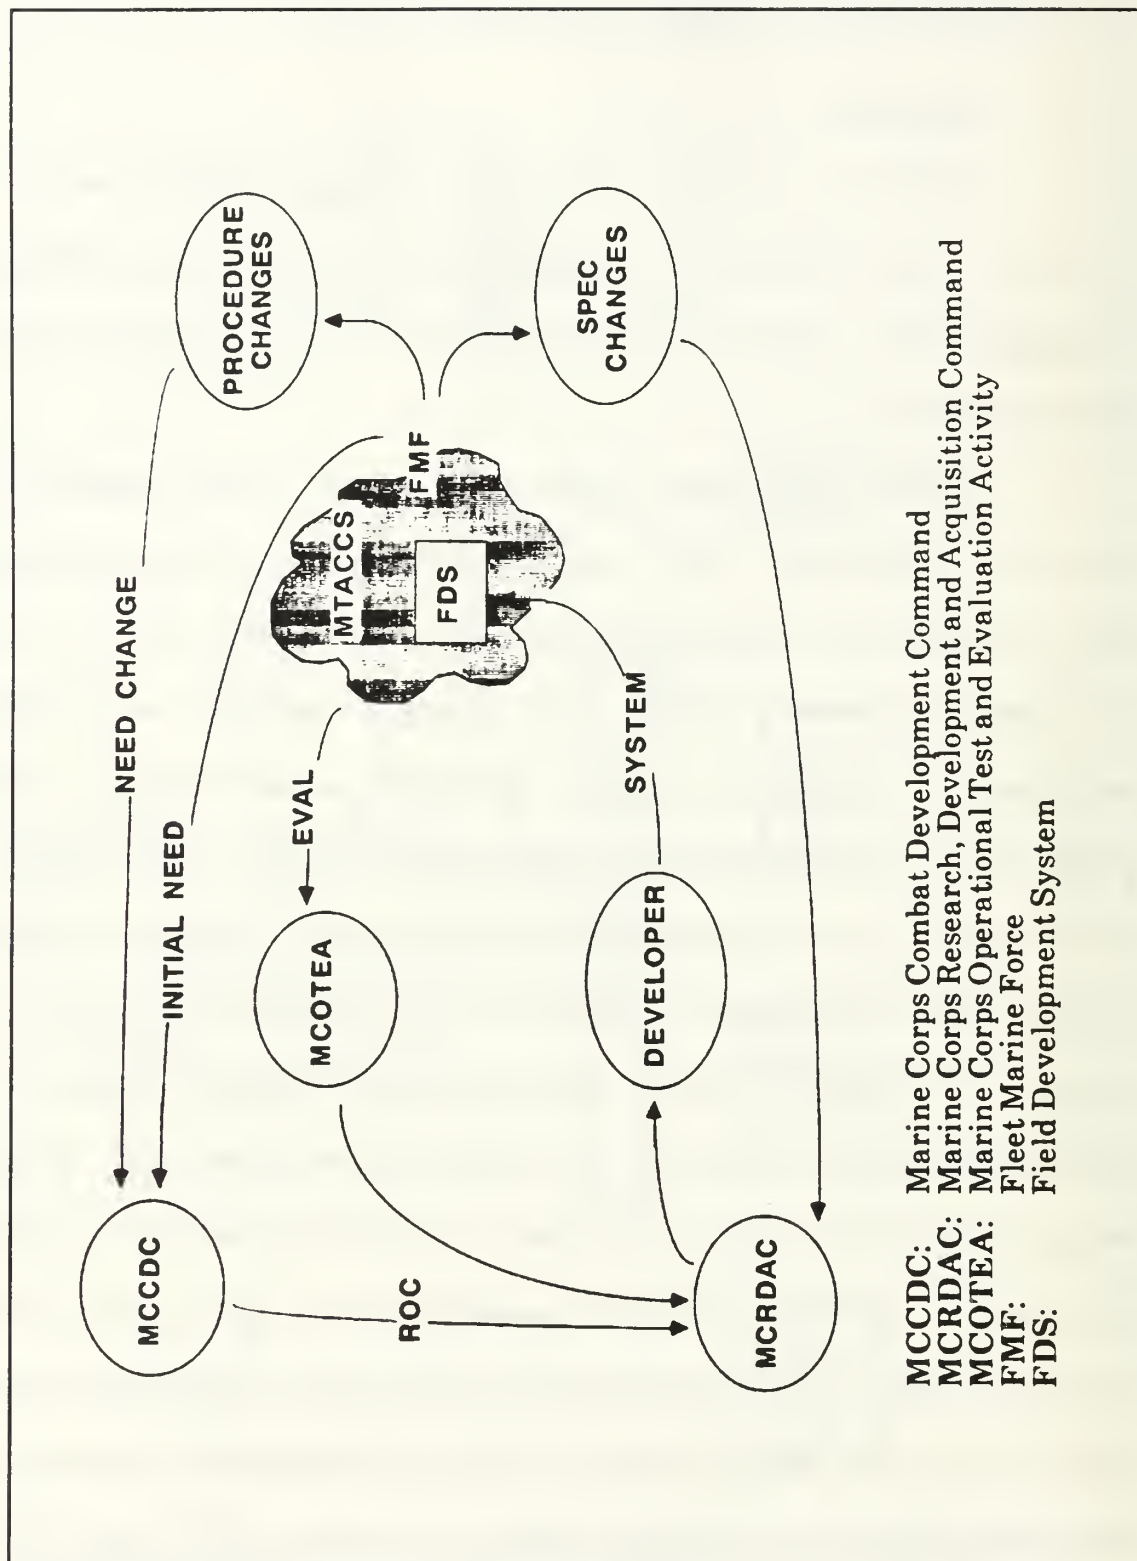 NEED CHANGE
PROCEDURE
CHANGES
INITIAL NEED
MCCDC
EVAL
MTACCS
FMF
MCOTEA
FDS
ROC
SYSTEM
DEVELOPER
SPEC
CHANGES
MCRDAC
MCCDC: Marine Corps Combat Development Command
MCRDAC: Marine Corps Research, Development and Acquisition Command
MCOTEA: Marine Corps Operational Test and Evaluation Activity
FMF: Fleet Marine Force
FDS: Field Development System